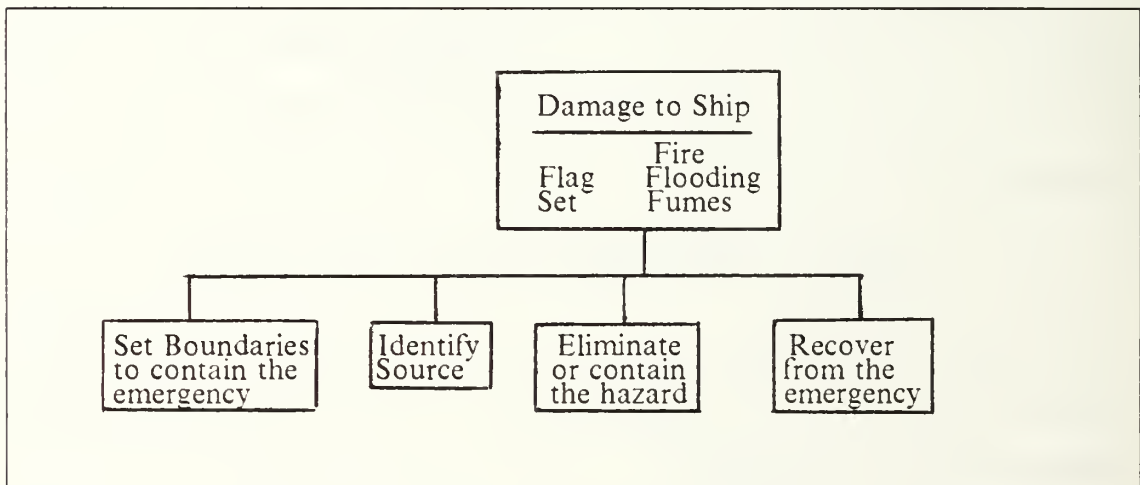 Damage to Ship
Fire
Flag Flooding
Set Fumes
Set Boundaries
to contain the
emergency
Identify
Source
Eliminate
or contain
the hazard
Recover
from the
emergency